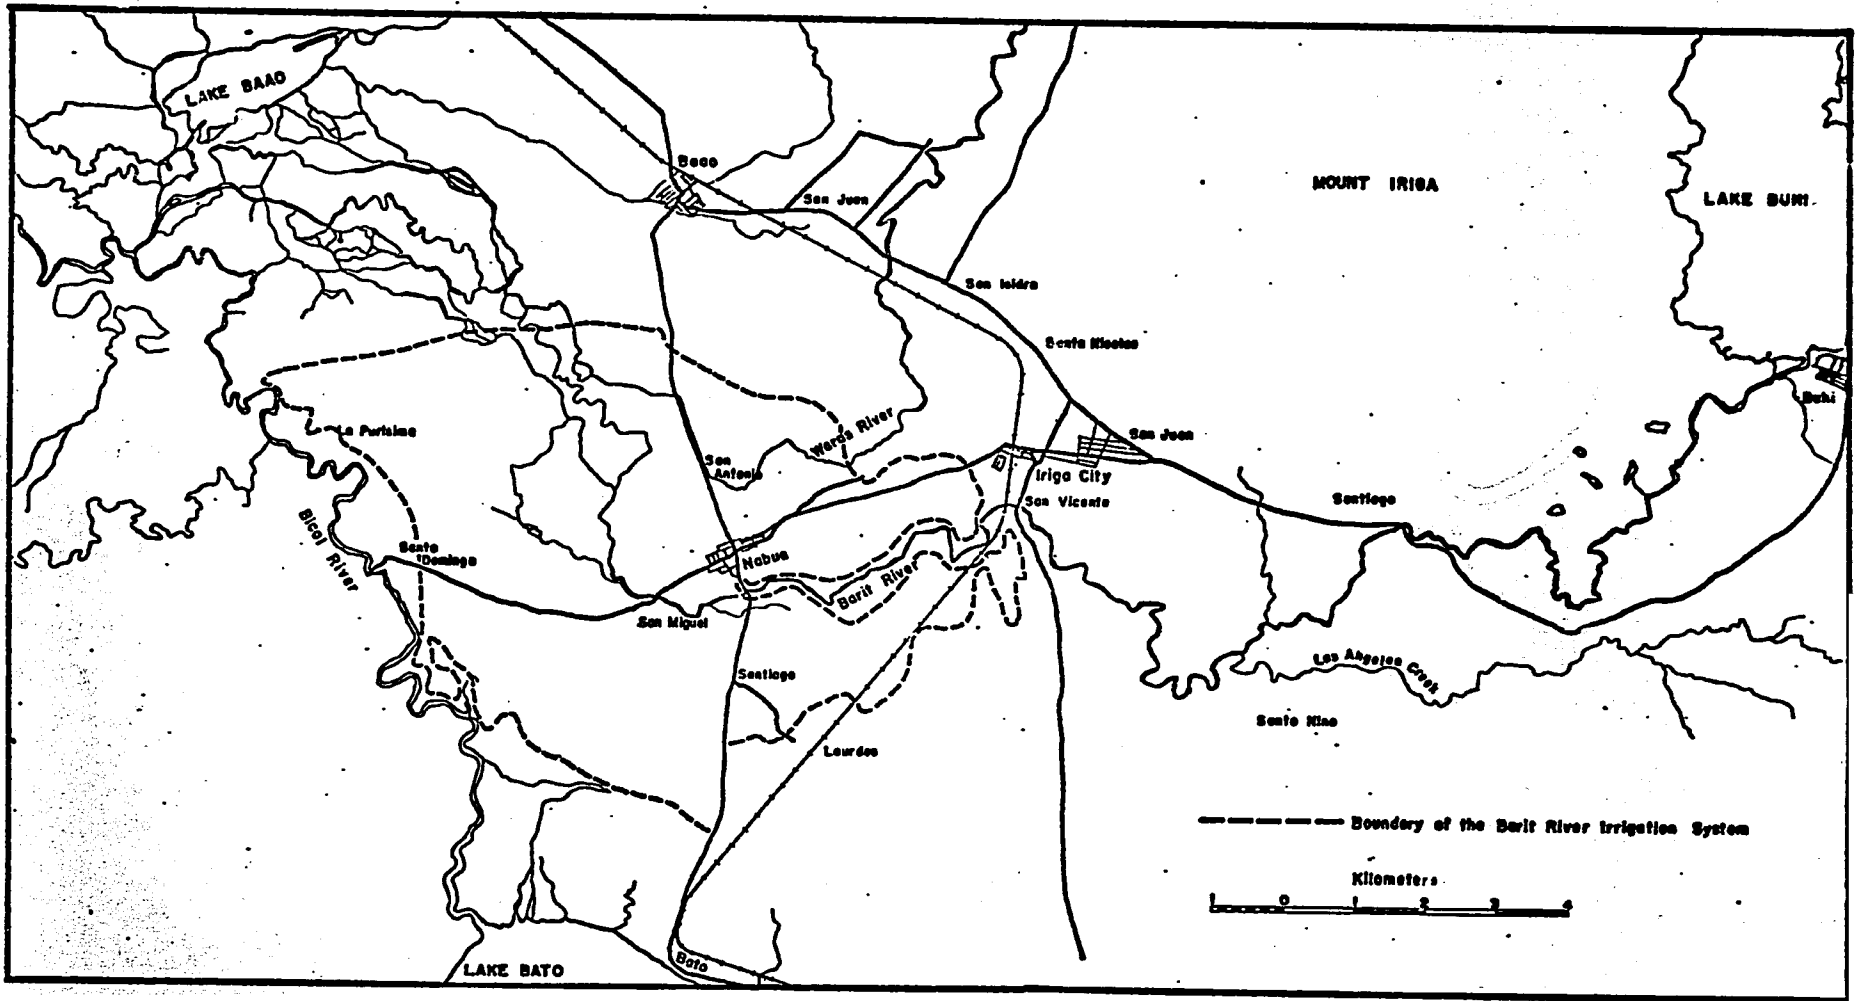 LAKE BAAO
Baao
San Juan
MOUNT IRIGA
LAKE BUHI
San Isidro
Santa Nicolas
Buhi
La Purisima
Waras River
San Juan
San
Antonio
Iriga City
Santiago
San Vicente
Bicol River
Santo
Domingo
Nabua
Barit River
San Miguel
Los Angeles Creek
Santiago
Santo Nino
Lourdes
Boundary of the Barit River Irrigation System
Kilometers
1 0 1 2 3 4
LAKE BATO
Bato